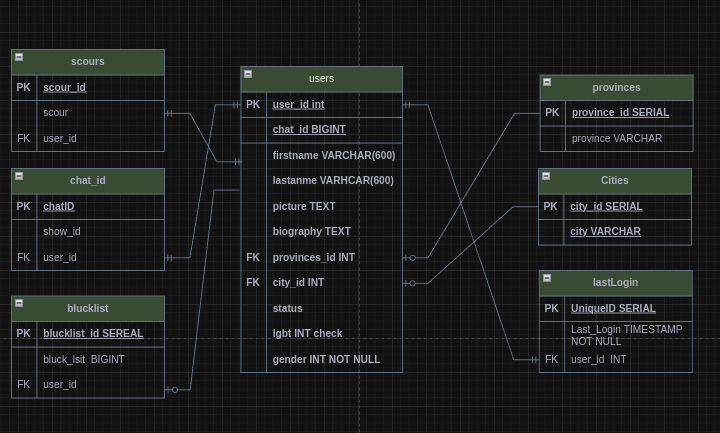 scours
PK scour_id
scour
FK user_id
chat_id
PK chatID
show_id
FK user_id
blucklist
PK blucklist_id SEREAL
bluck_lsit BIGINT
FK user_id
users
PK user_id int
chat_id BIGINT
firstname VARCHAR(600)
lastanme VARHCAR(600)
picture TEXT
biography TEXT
FK provinces_id INT
FK city_id INT
status
lgbt INT check
gender INT NOT NULL
provinces
PK province_id SERIAL
province VARCHAR
Cities
PK city_id SERIAL
city VARCHAR
lastLogin
PK UniqueID SERIAL
Last_Login TIMESTAMP
NOT NULL
FK user_id INT